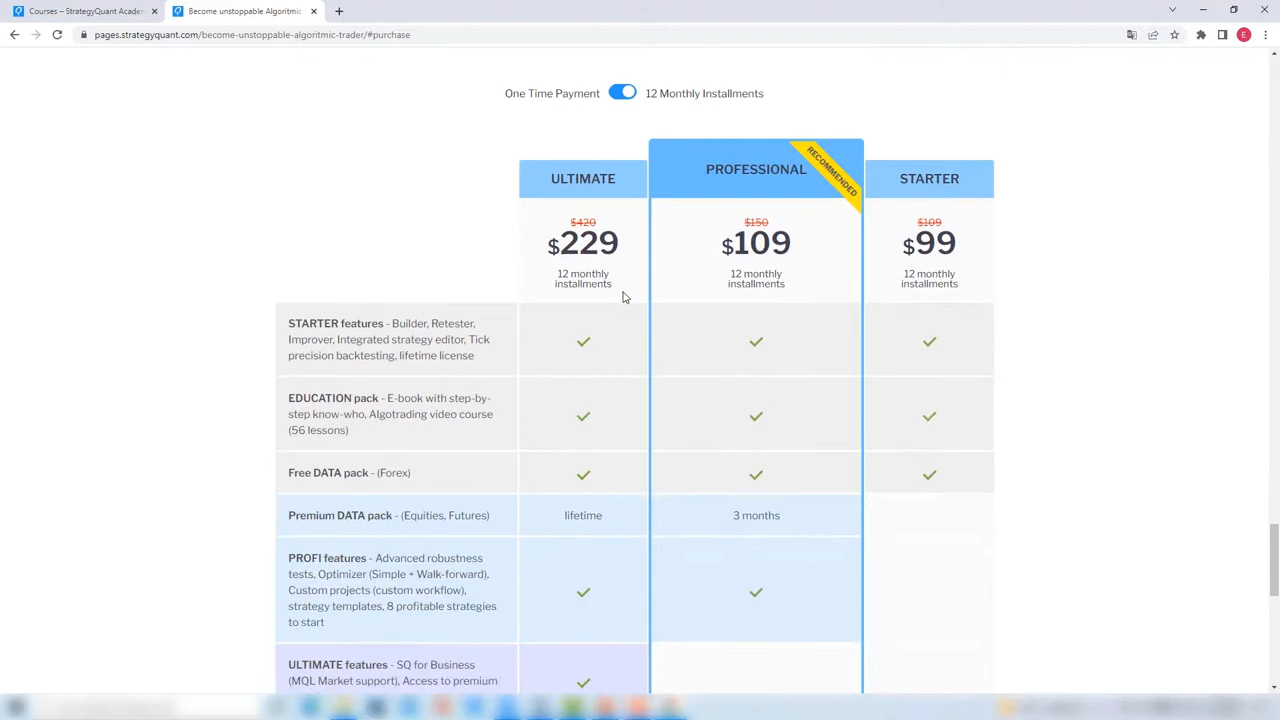 Courses – StrategyQuant Acade
Become unstoppable Algoritmic
pages.strategyquant.com/become-unstoppable-algoritmic-trader/#purchase
E
One Time Payment
12 Monthly Installments
ULTIMATE
PROFESSIONAL
RECOMMENDED
STARTER
$420
$229
12 monthly
installments
$150
$109
12 monthly
installments
$109
$99
12 monthly
installments
STARTER features - Builder, Retester,
Improver, Integrated strategy editor, Tick
precision backtesting, lifetime license
EDUCATION pack - E-book with step-by-
step know-who, Algotrading video course
(56 lessons)
Free DATA pack - (Forex)
Premium DATA pack - (Equities, Futures)
lifetime
3 months
PROFI features - Advanced robustness
tests, Optimizer (Simple + Walk-forward),
Custom projects (custom workflow),
strategy templates, 8 profitable strategies
to start
ULTIMATE features - SQ for Business
(MQL Market support), Access to premium